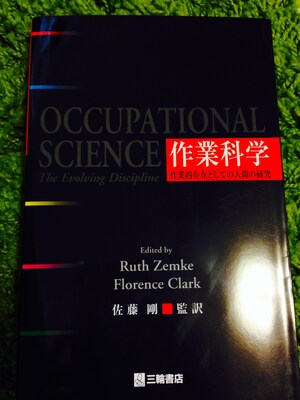 OCCUPATIONAL
SCIENCE 作業科学
The Evolving Discipline 作業的存在としての人間の研究
Edited by
Ruth Zemke
Florence Clark
佐藤 剛 監訳
三輪書店